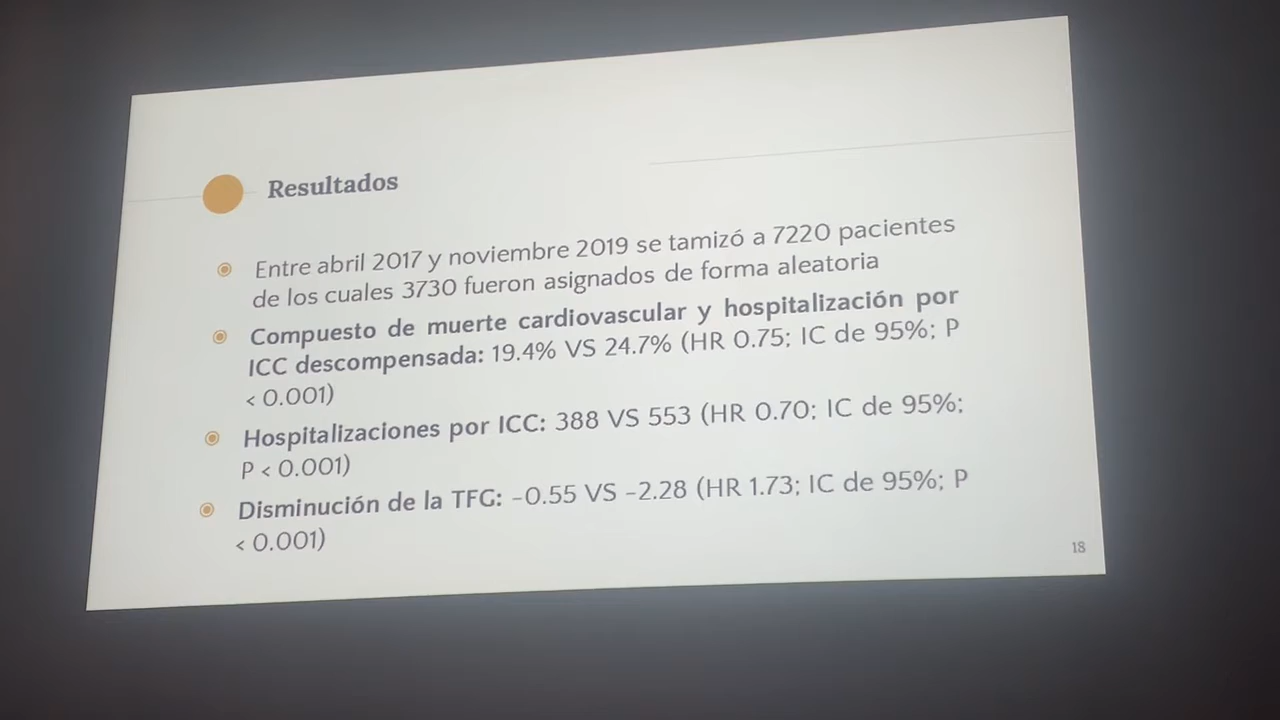 Resultados
Entre abril 2017 y noviembre 2019 se tamizó a 7220 pacientes
de los cuales 3730 fueron asignados de forma aleatoria
Compuesto de muerte cardiovascular y hospitalización por
ICC descompensada: 19.4% VS 24.7% (HR 0.75; IC de 95%; P
< 0.001)
Hospitalizaciones por ICC: 388 VS 553 (HR 0.70; IC de 95%;
P < 0.001)
Disminución de la TFG: -0.55 VS -2.28 (HR 1.73; IC de 95%; P
< 0.001)
18